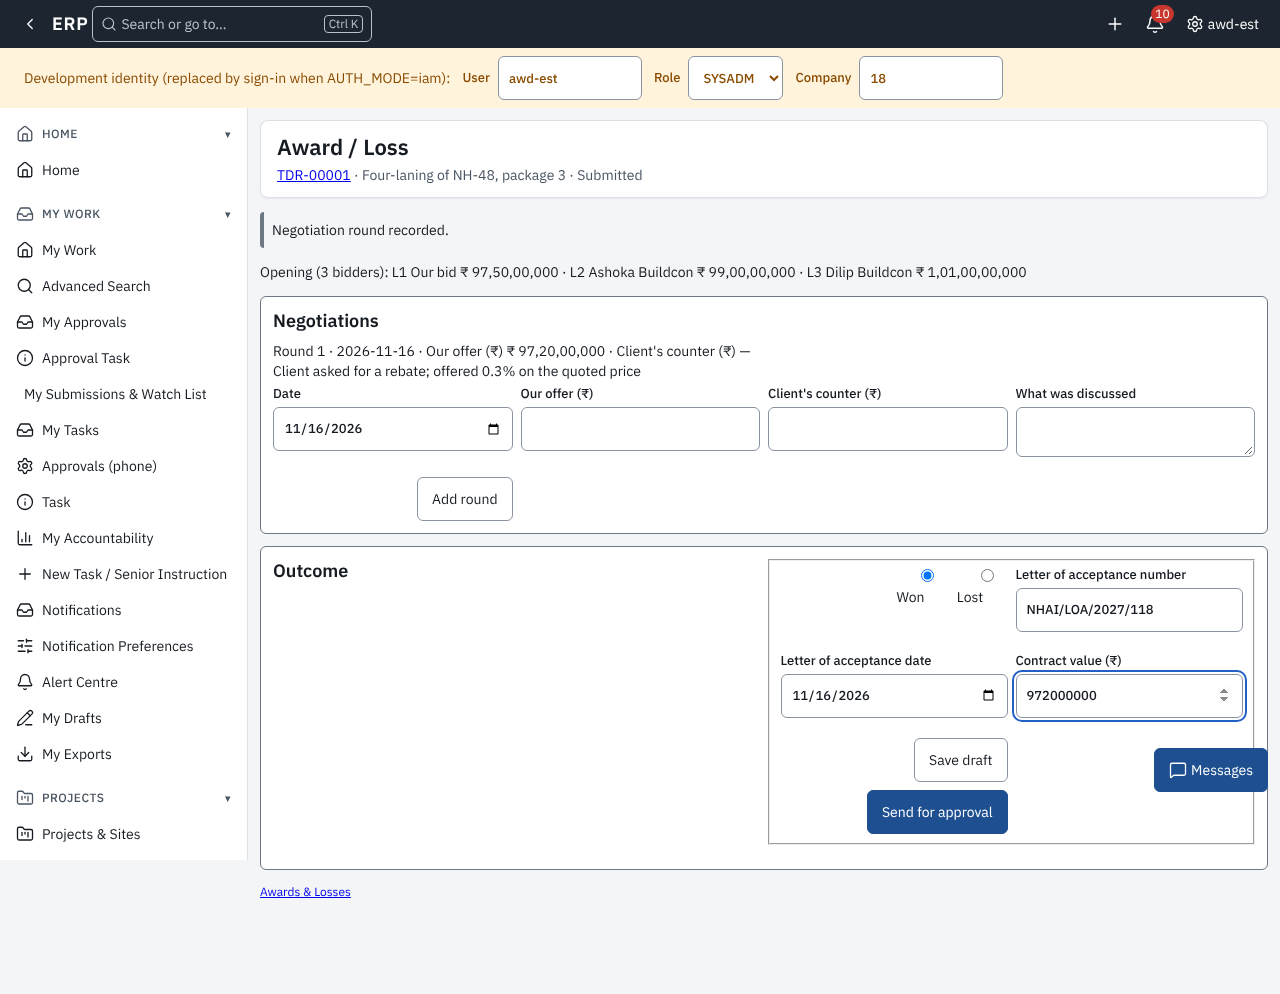 ERP
Search or go to...
Ctrl K
10
awd-est
Development identity (replaced by sign-in when AUTH_MODE=iam):
User
awd-est
Role
SYSADM
Company
18
HOME
Home
MY WORK
My Work
Advanced Search
My Approvals
Approval Task
My Submissions & Watch List
My Tasks
Approvals (phone)
Task
My Accountability
New Task / Senior Instruction
Notifications
Notification Preferences
Alert Centre
My Drafts
My Exports
PROJECTS
Projects & Sites
Award / Loss
TDR-00001 · Four-laning of NH-48, package 3 · Submitted
Negotiation round recorded.
Opening (3 bidders): L1 Our bid ₹ 97,50,00,000 · L2 Ashoka Buildcon ₹ 99,00,00,000 · L3 Dilip Buildcon ₹ 1,01,00,00,000
Negotiations
Round 1 · 2026-11-16 · Our offer (₹) ₹ 97,20,00,000 · Client's counter (₹) —
Client asked for a rebate; offered 0.3% on the quoted price
Date
Our offer (₹)
Client's counter (₹)
What was discussed
11/16/2026
Add round
Outcome
Won
Lost
Letter of acceptance number
NHAI/LOA/2027/118
Letter of acceptance date
Contract value (₹)
11/16/2026
972000000
Save draft
Messages
Send for approval
Awards & Losses